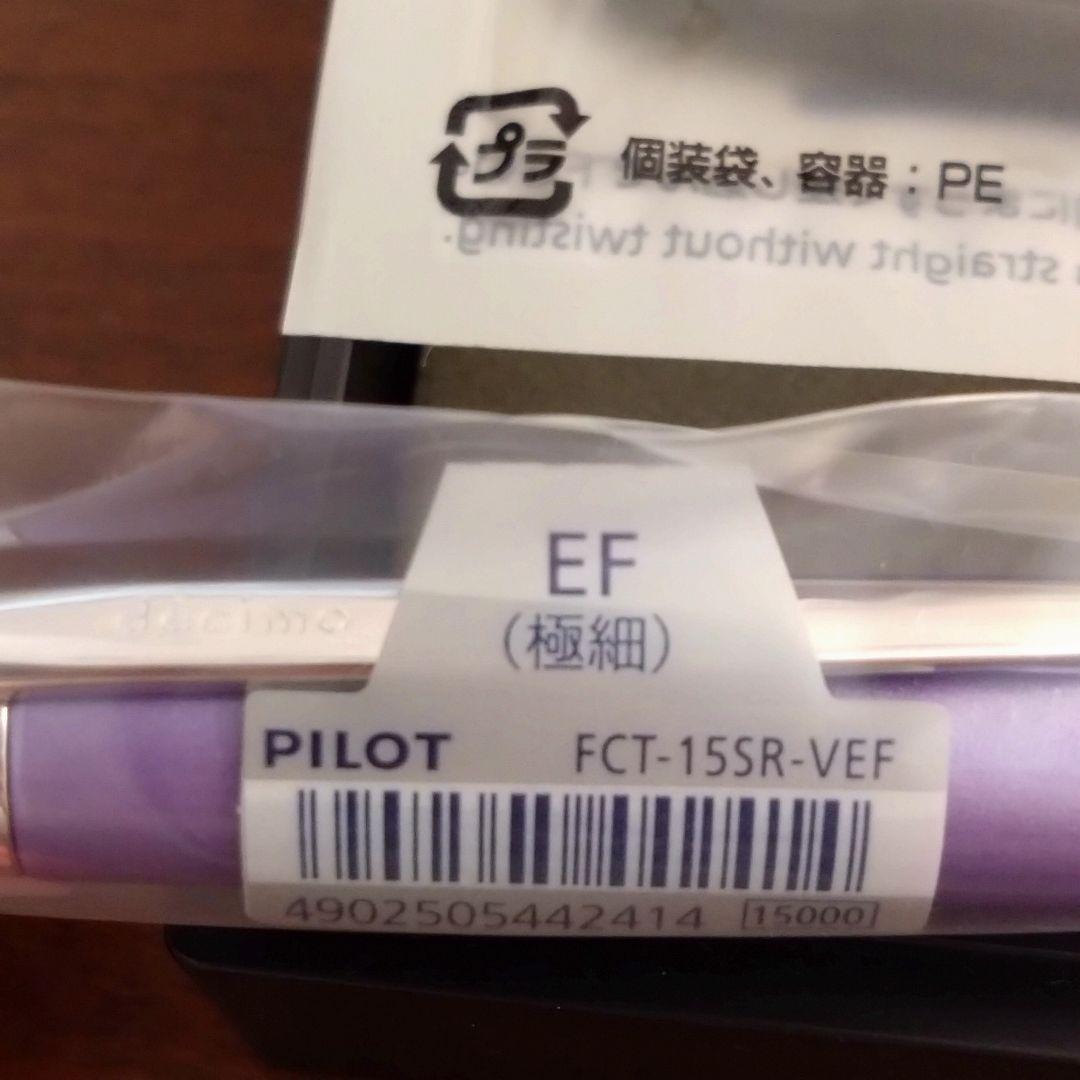 プラ
個装袋、容器：PE
straight without twisting.
decimo
EF
（極細）
PILOT FCT-15SR-VEF
4902505442414 15000